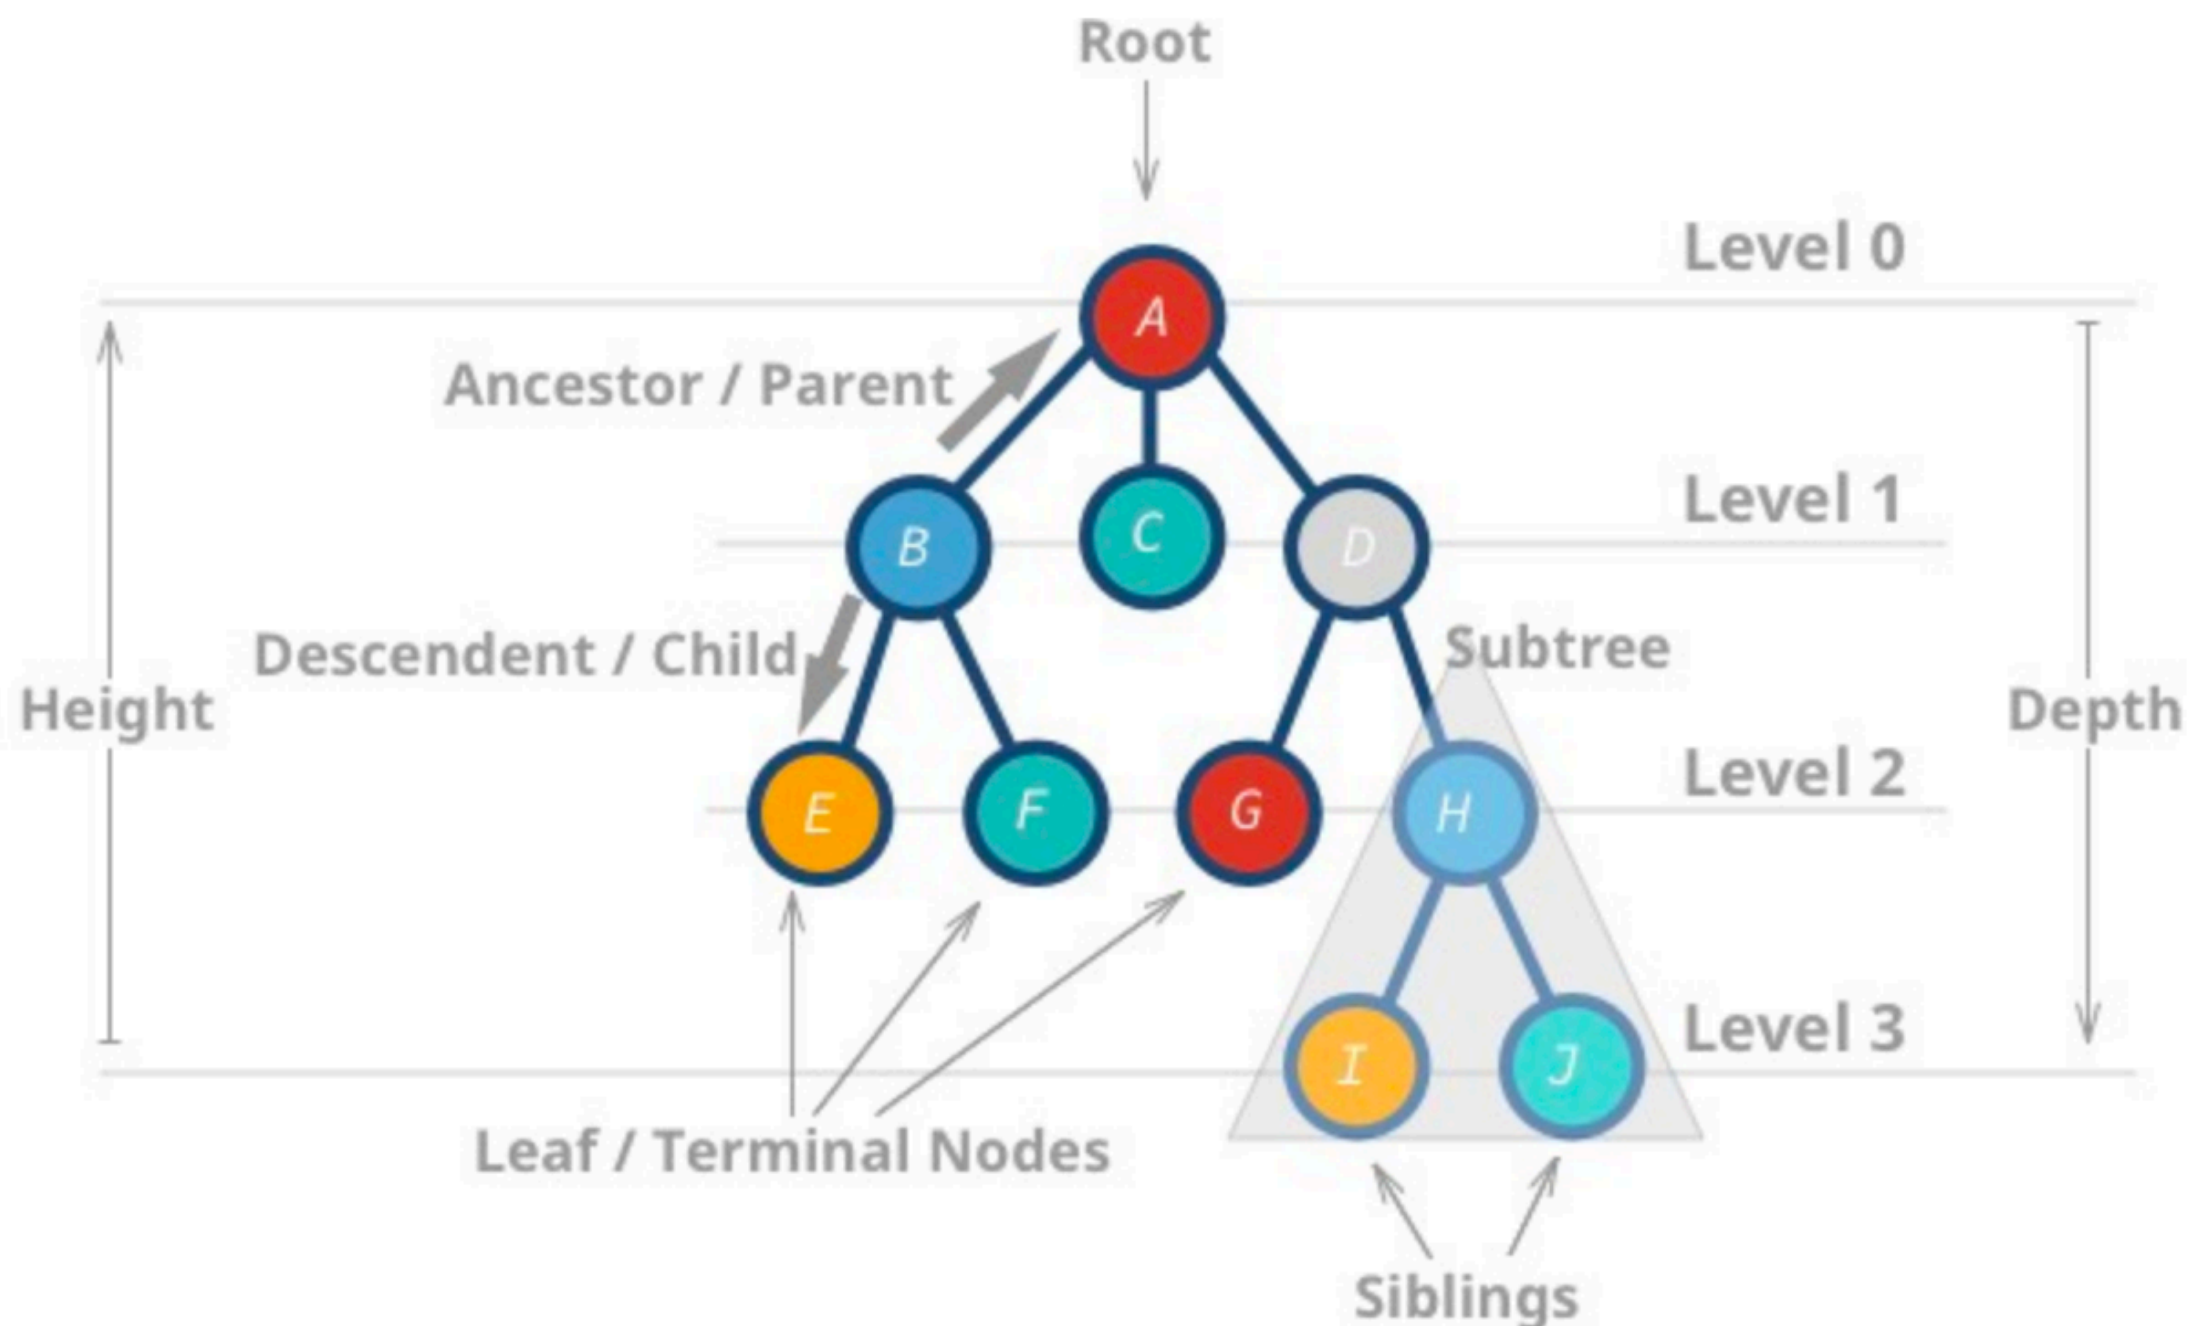 Root
Level 0
A
Ancestor / Parent
Level 1
B
C
D
Descendent / Child
Subtree
Height
Depth
Level 2
E
F
G
H
Level 3
I
J
Leaf / Terminal Nodes
Siblings